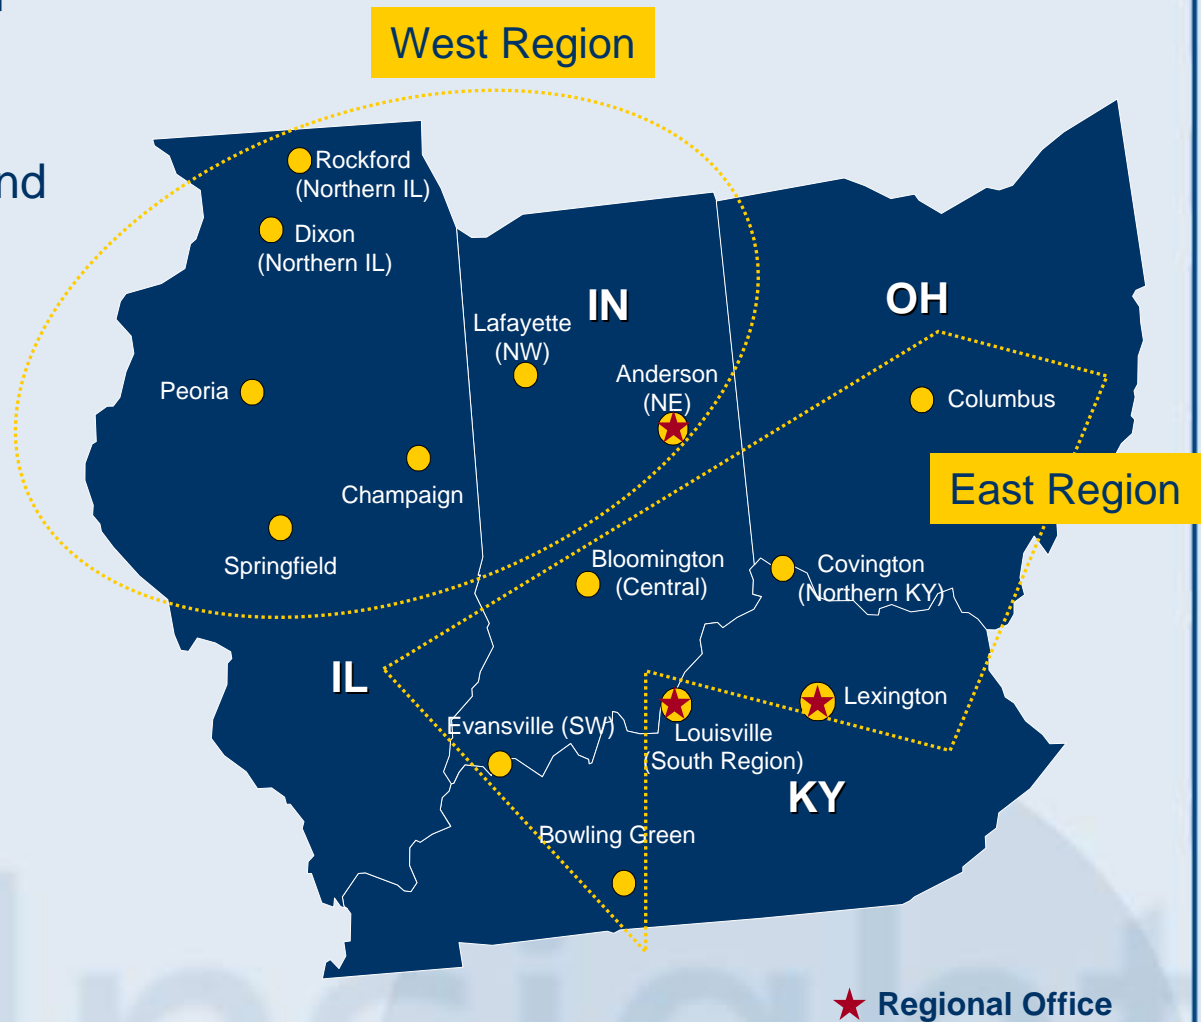 West Region
nd
Rockford
(Northern IL)
Dixon
(Northern IL)
IN
OH
Lafayette
(NW)
Anderson
(NE)
Peoria
Columbus
Champaign
East Region
Springfield
Bloomington
(Central)
Covington
(Northern KY)
IL
Lexington
Evansville (SW)
Louisville
(South Region)
KY
Bowling Green
Regional Office